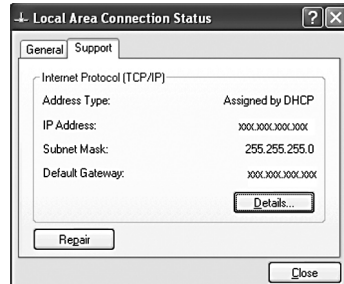 Local Area Connection Status
General Support
Internet Protocol (TCP/IP)
Address Type: Assigned by DHCP
IP Address: xxx.xxx.xxx.xxx
Subnet Mask: 255.255.255.0
Default Gateway: xxx.xxx.xxx.xxx
Details...
Repair
Close